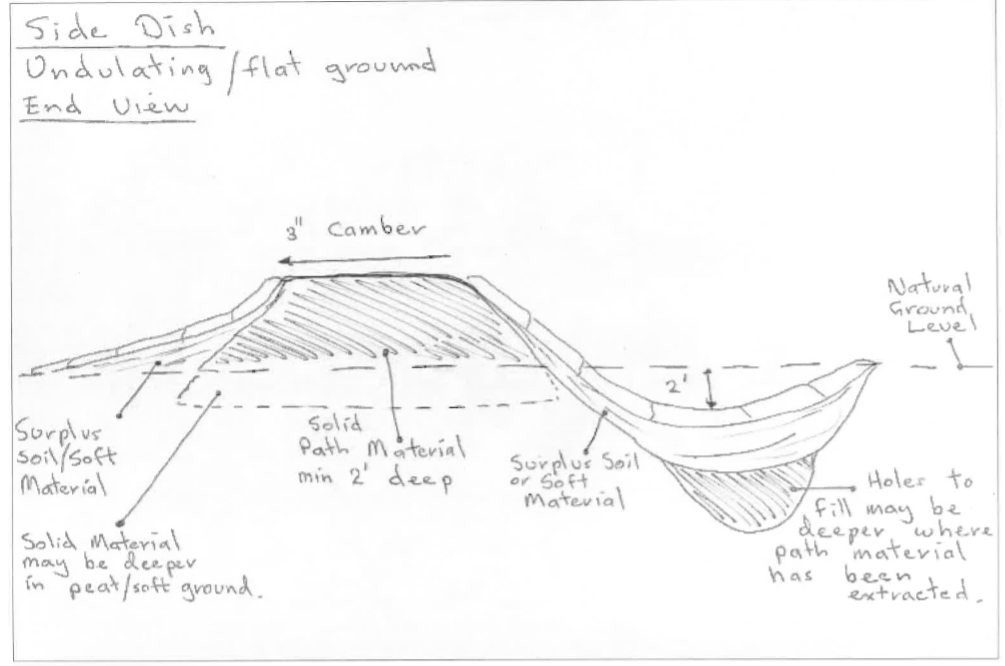 Side Dish
Undulating/flat ground
End View
3" Camber
Natural
Ground
Level
2'
Surplus
Soil/Soft
Material
Solid
Path Material
min 2' deep
Surplus Soil
or Soft
Material
Holes to
fill may be
deeper where
path material
has been
extracted.
Solid Material
may be deeper
in peat/soft ground.